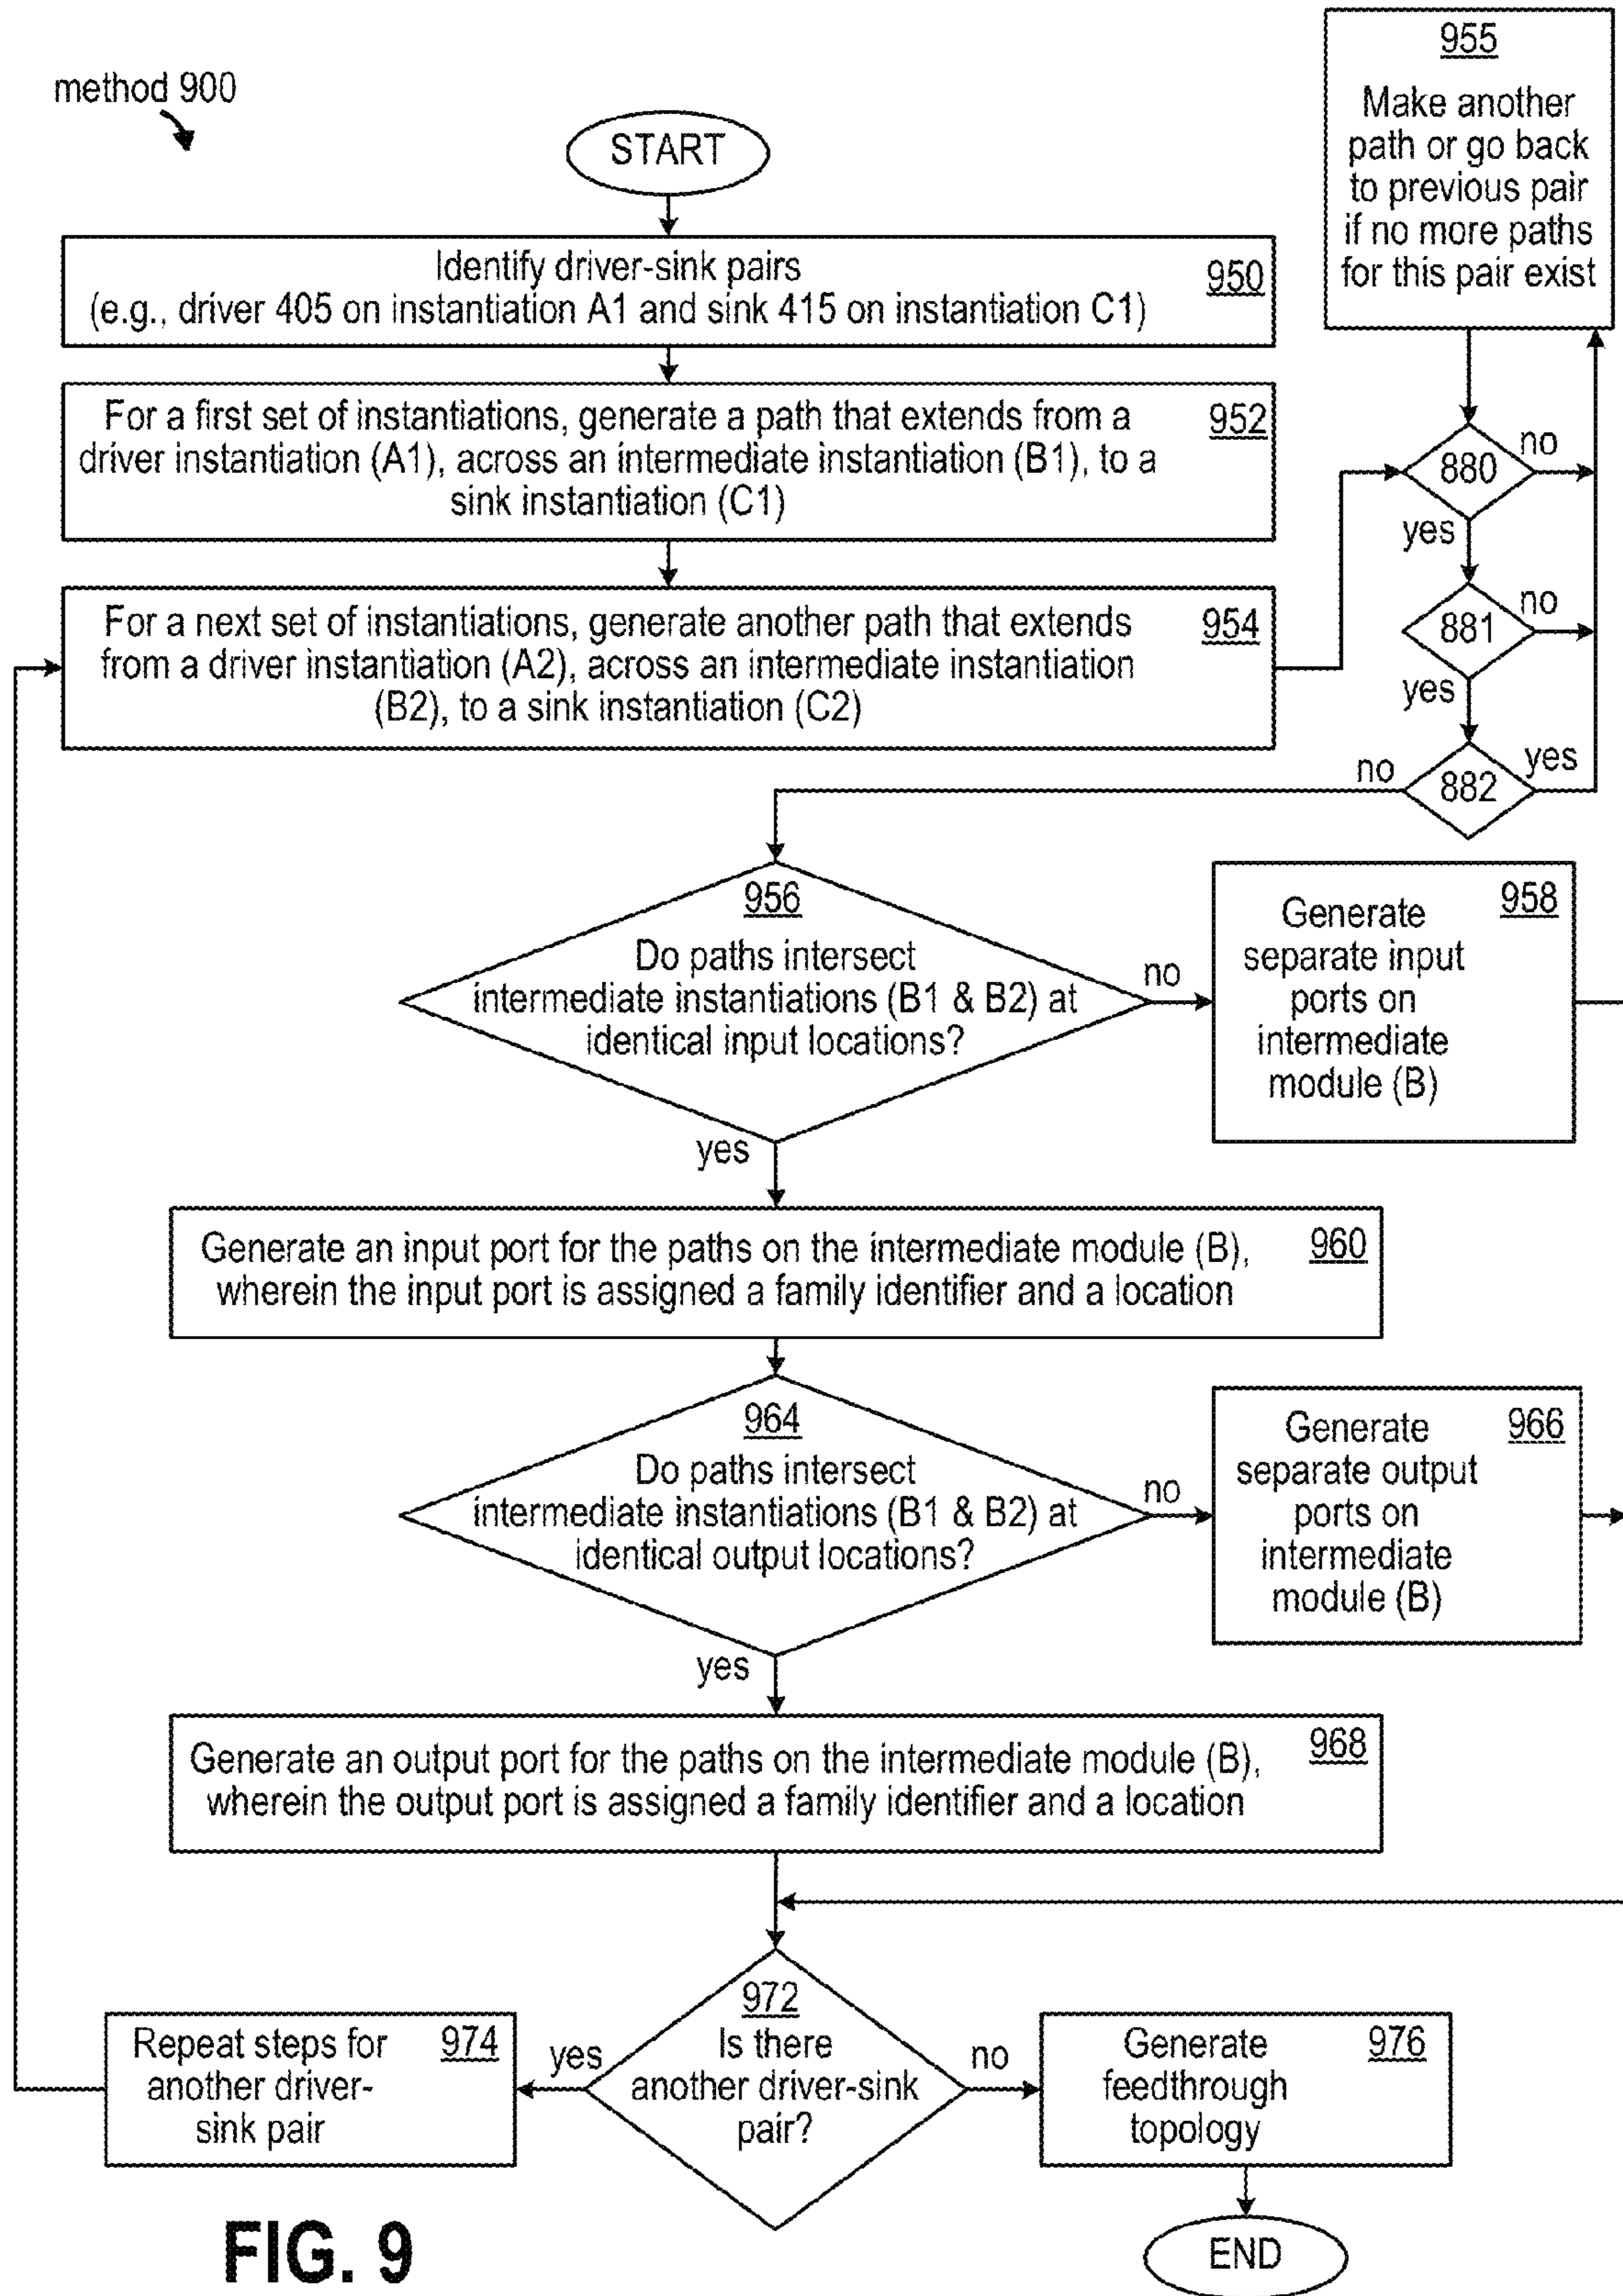 method 900
START
955
Make another
path or go back
to previous pair
if no more paths
for this pair exist
Identify driver-sink pairs
950
(e.g., driver 405 on instantiation A1 and sink 415 on instantiation C1)
For a first set of instantiations, generate a path that extends from a
952
driver instantiation (A1), across an intermediate instantiation (B1), to a
sink instantiation (C1)
880
no
yes
For a next set of instantiations, generate another path that extends
954
from a driver instantiation (A2), across an intermediate instantiation
(B2), to a sink instantiation (C2)
881
no
yes
no
882
yes
956
Do paths intersect
intermediate instantiations (B1 & B2) at
identical input locations?
no
958
Generate
separate input
ports on
intermediate
module (B)
yes
Generate an input port for the paths on the intermediate module (B),
960
wherein the input port is assigned a family identifier and a location
964
Do paths intersect
intermediate instantiations (B1 & B2) at
identical output locations?
no
966
Generate
separate output
ports on
intermediate
module (B)
yes
Generate an output port for the paths on the intermediate module (B),
968
wherein the output port is assigned a family identifier and a location
972
Is there
another driver-sink
pair?
yes
Repeat steps for
974
another driver-
sink pair
no
Generate
976
feedthrough
topology
END
FIG. 9